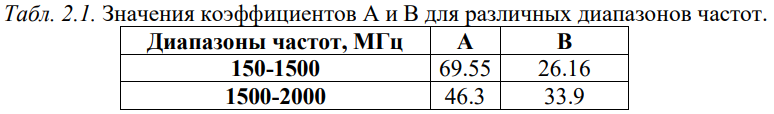 Табл. 2.1. Значения коэффициентов A и B для различных диапазонов частот.
Диапазоны частот, МГц A B
150-1500 69.55 26.16
1500-2000 46.3 33.9